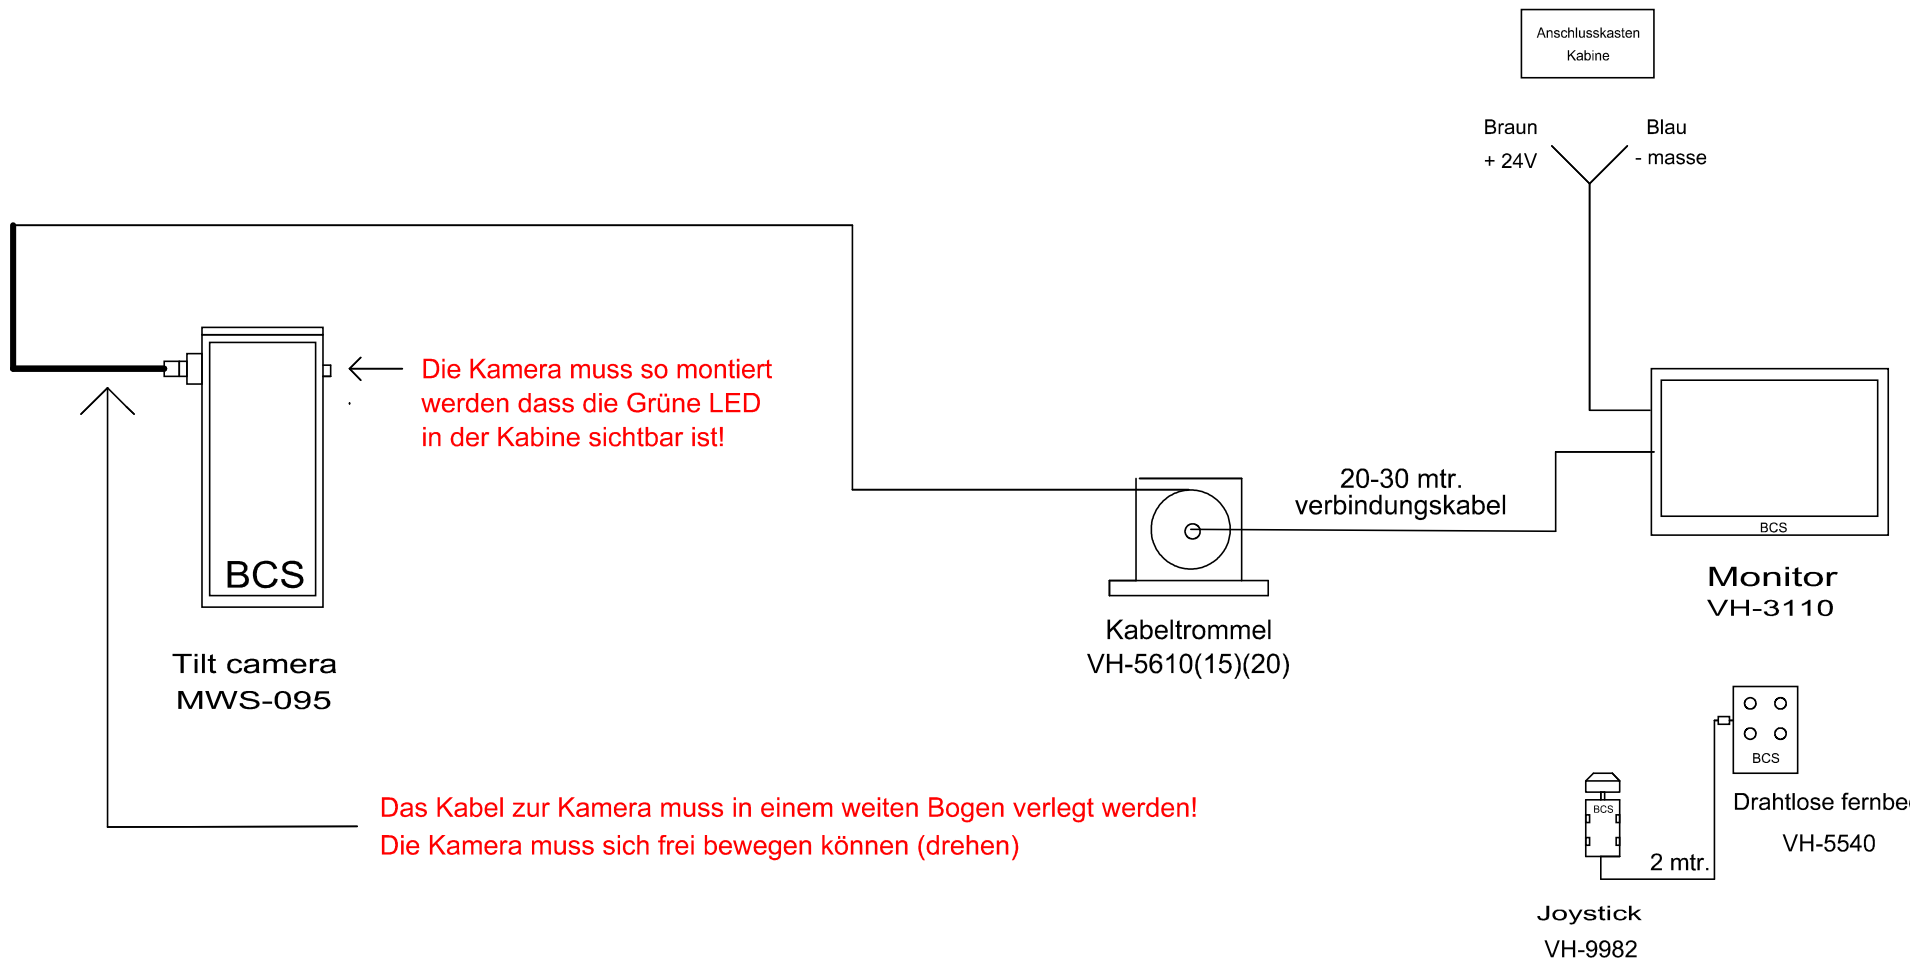 Anschlusskasten
Kabine
Braun
+ 24V
Blau
- masse
Die Kamera muss so montiert
werden dass die Grüne LED
in der Kabine sichtbar ist!
BCS
Tilt camera
MWS-095
20-30 mtr.
verbindungskabel
Kabeltrommel
VH-5610(15)(20)
BCS
Monitor
VH-3110
BCS
Drahtlose
VH-5540
BCS
2 mtr.
Joystick
VH-9982
Das Kabel zur Kamera muss in einem weiten Bogen verlegt werden!
Die Kamera muss sich frei bewegen können (drehen)